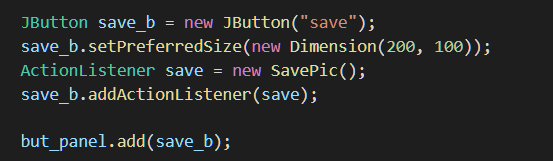 JButton save_b = new JButton("save");
save_b.setPreferredSize(new Dimension(200, 100));
ActionListener save = new SavePic();
save_b.addActionListener(save);
but_panel.add(save_b);